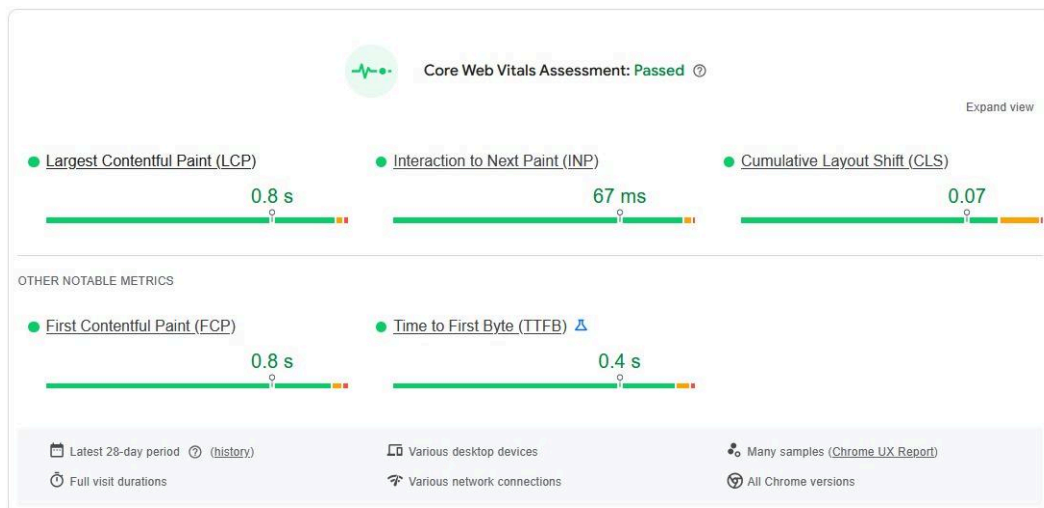 Core Web Vitals Assessment: Passed
Expand view
Largest Contentful Paint (LCP)
0.8 s
Interaction to Next Paint (INP)
67 ms
Cumulative Layout Shift (CLS)
0.07
OTHER NOTABLE METRICS
First Contentful Paint (FCP)
0.8 s
Time to First Byte (TTFB)
0.4 s
Latest 28-day period (history)
Various desktop devices
Many samples (Chrome UX Report)
Full visit durations
Various network connections
All Chrome versions